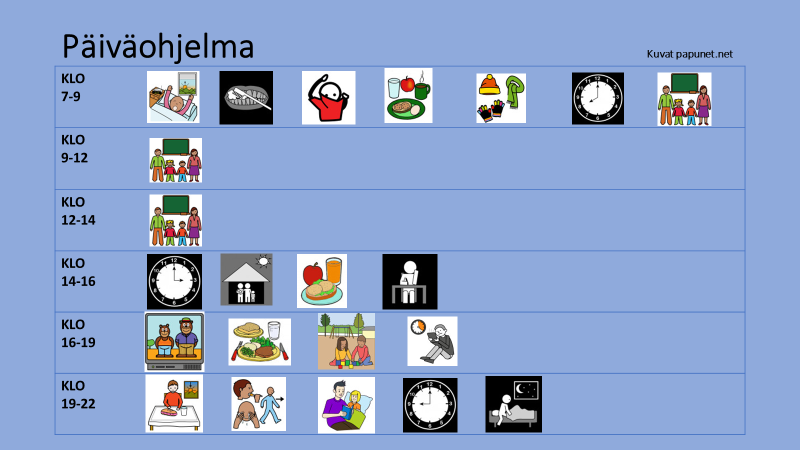 Päiväohjelma
Kuvat papunet.net
KLO
7-9
KLO
9-12
KLO
12-14
KLO
14-16
KLO
16-19
KLO
19-22